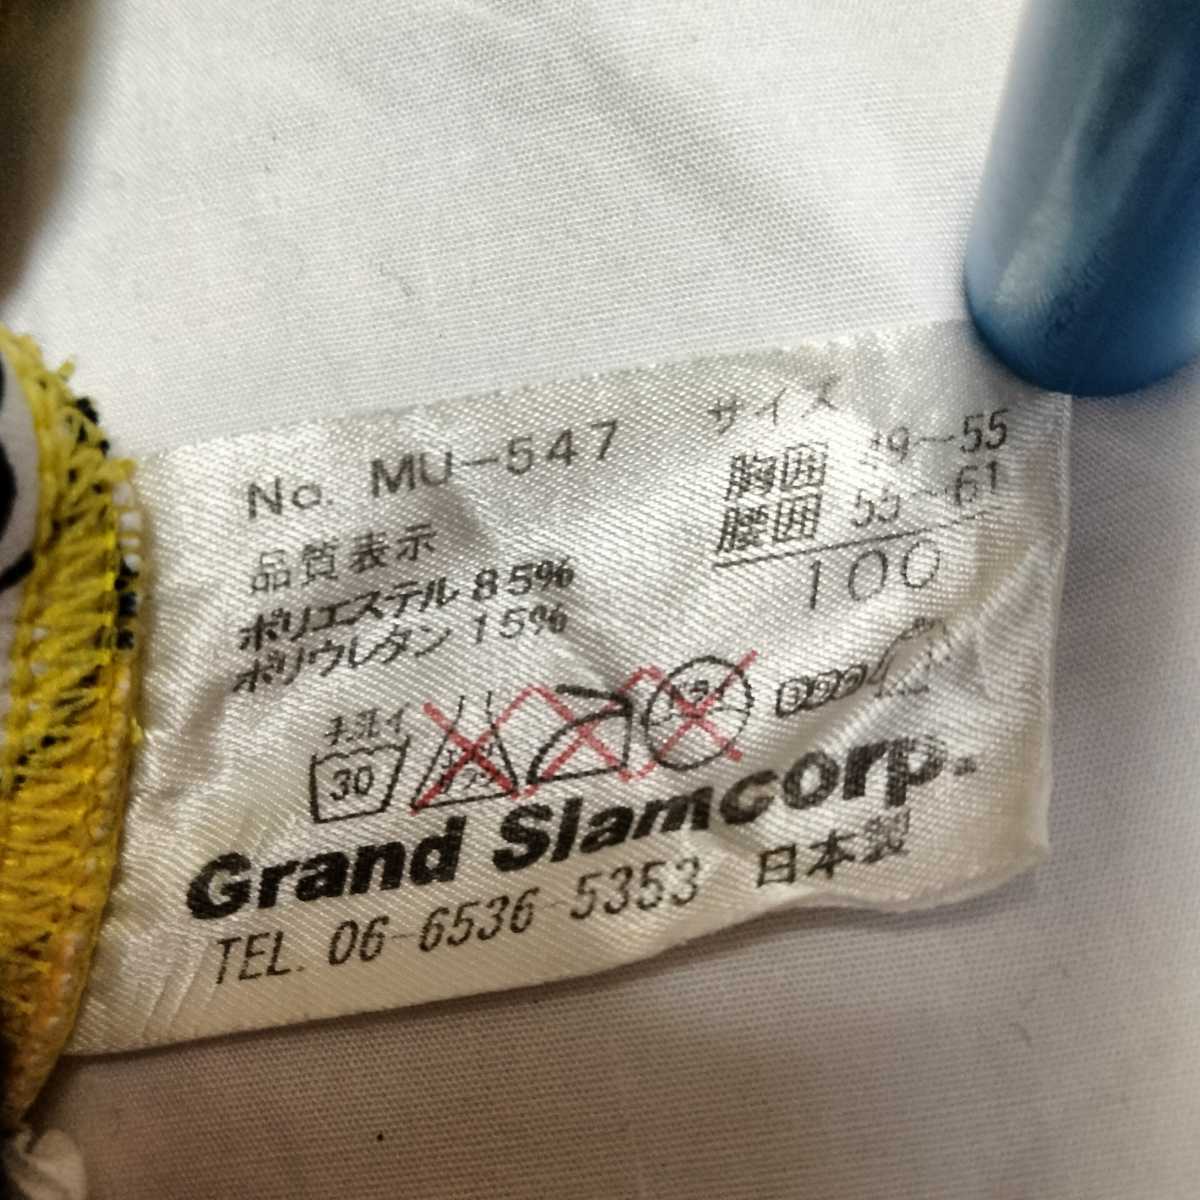 No. MU-547
サイズ
胸囲 49~55
腰囲 55~61
100
品質表示
ポリエステル 85%
ポリウレタン 15%
手洗イ
30
Grand Slamcorp.
TEL. 06-6536-5353 日本製